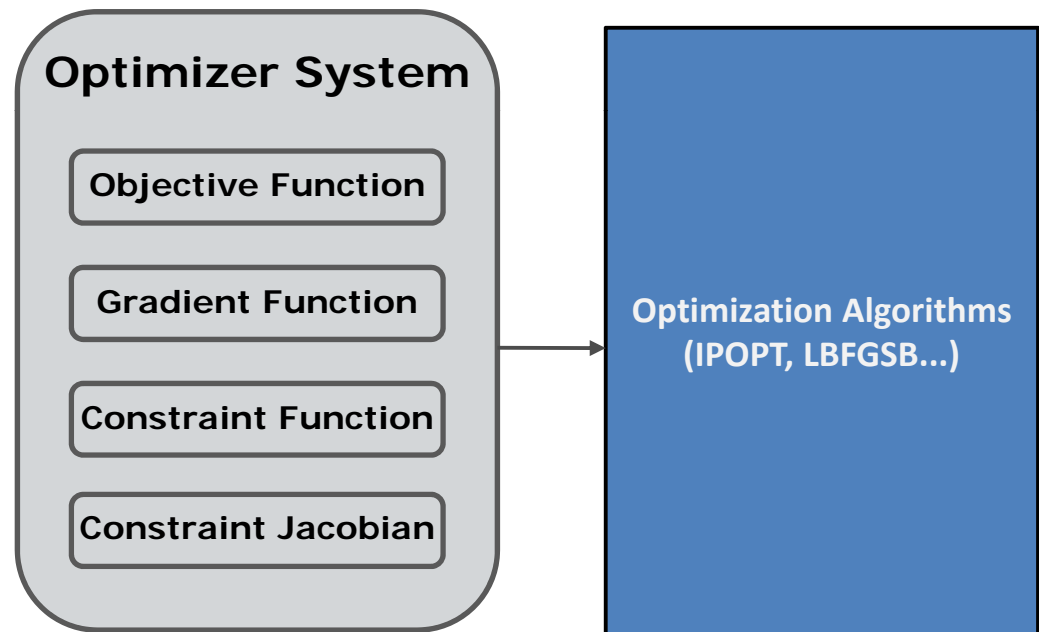 Optimizer System
Objective Function
Gradient Function
Constraint Function
Constraint Jacobian
Optimization Algorithms
(IPOPT, LBFGSB...)